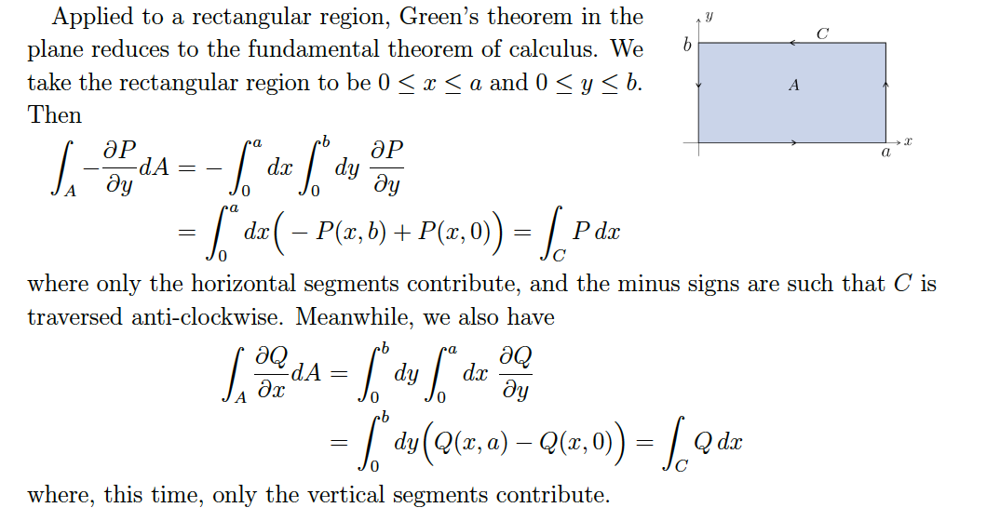 Applied to a rectangular region, Green's theorem in the
plane reduces to the fundamental theorem of calculus. We
take the rectangular region to be 0 ≤ x ≤ a and 0 ≤ y ≤ b.
Then
y
b
C
A
a
x
∫_A −∂P/∂y dA = −∫_0^a dx ∫_0^b dy ∂P/∂y
= ∫_0^a dx(− P(x, b) + P(x, 0)) = ∫_C P dx
where only the horizontal segments contribute, and the minus signs are such that C is
traversed anti-clockwise. Meanwhile, we also have
∫_A ∂Q/∂x dA = ∫_0^b dy ∫_0^a dx ∂Q/∂y
= ∫_0^b dy(Q(x, a) − Q(x, 0)) = ∫_C Q dx
where, this time, only the vertical segments contribute.